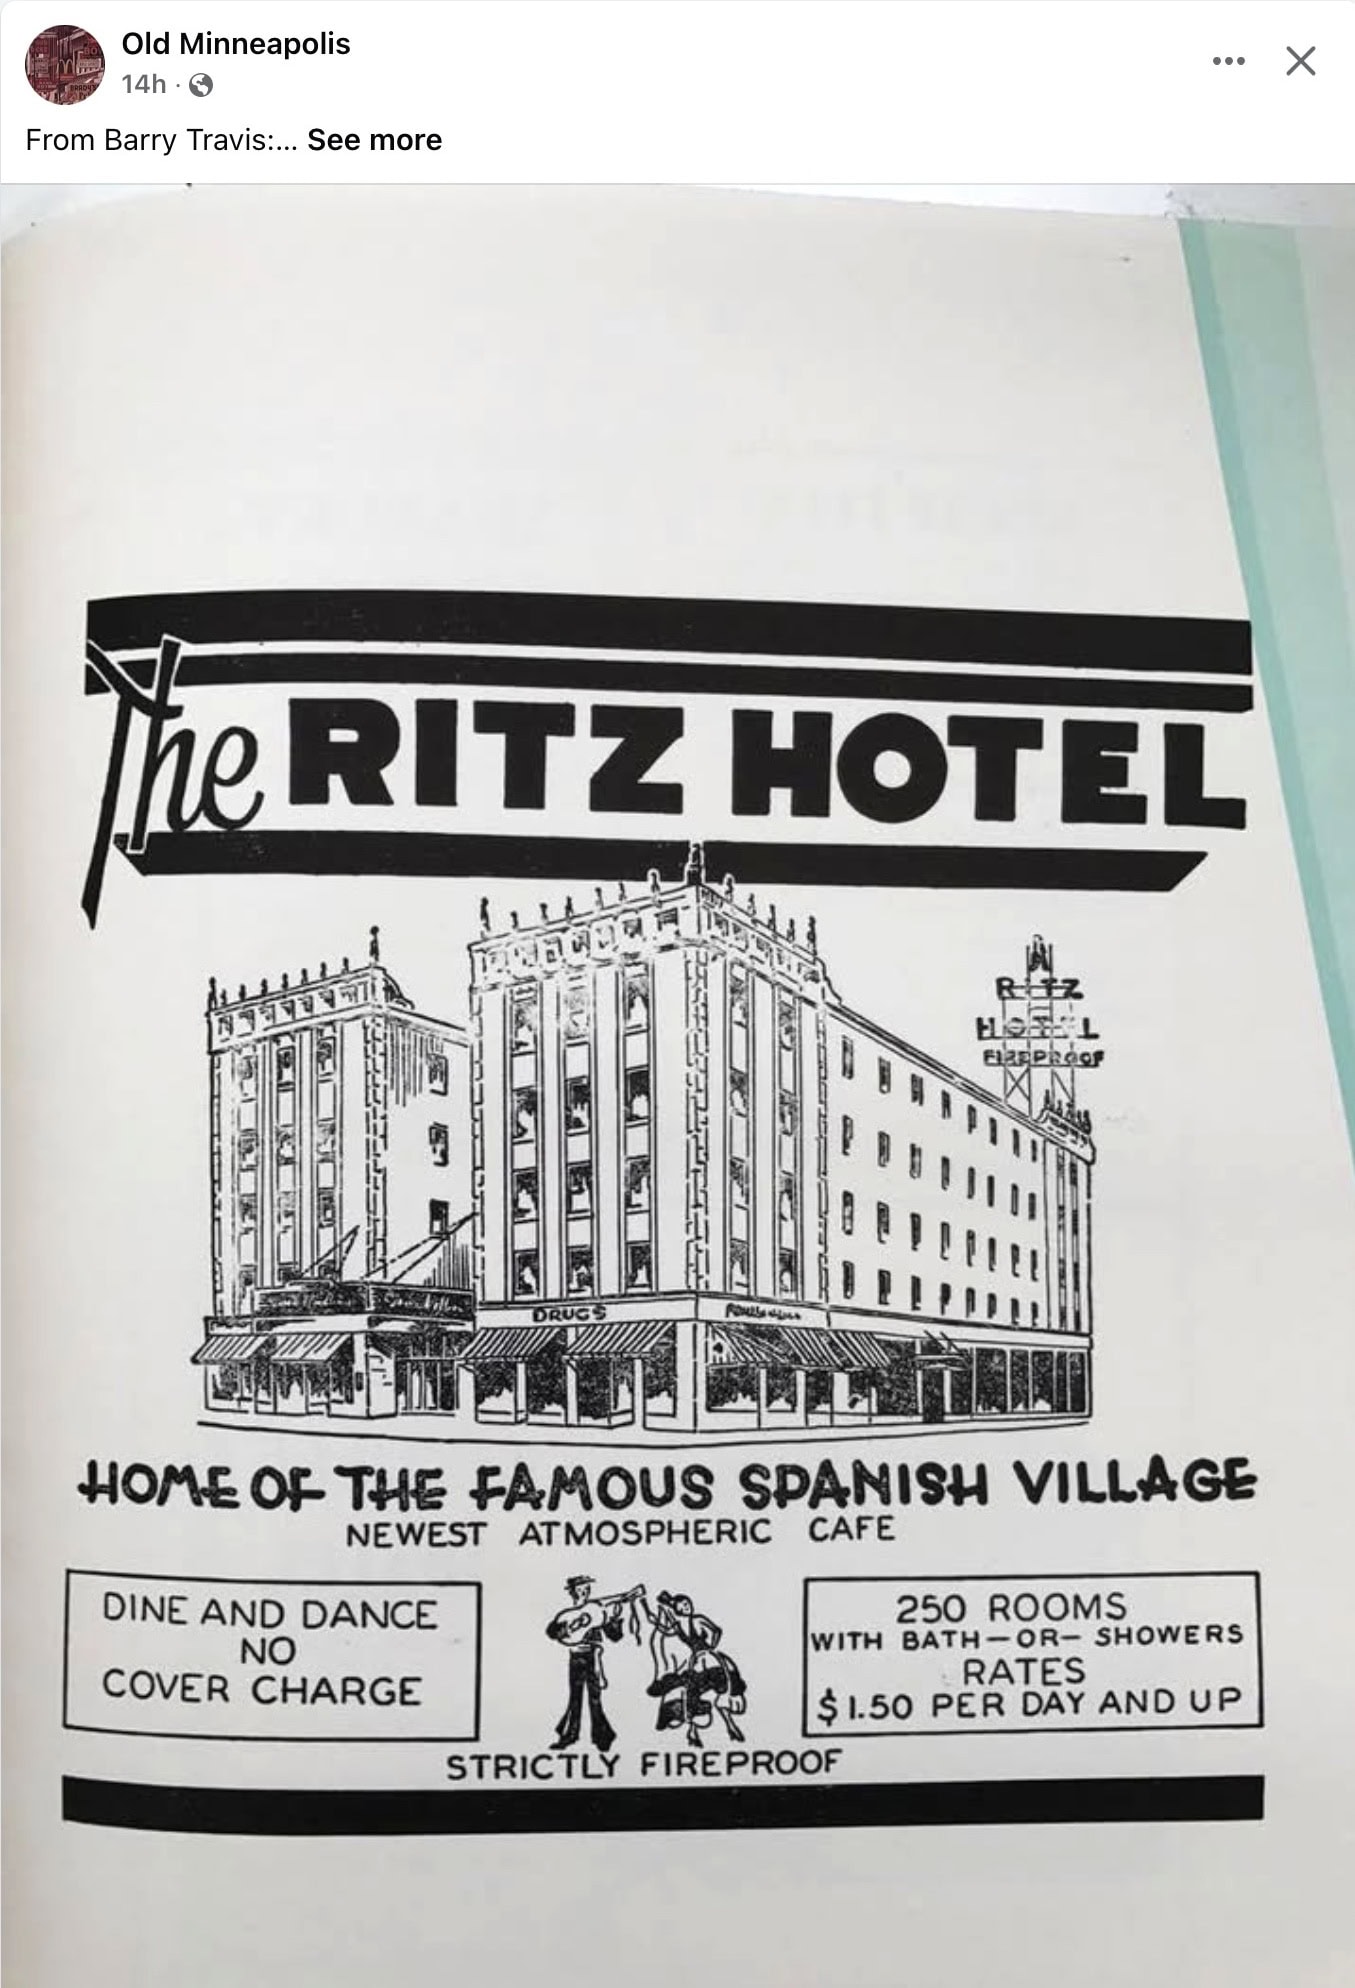 Old Minneapolis
14h ·
From Barry Travis:... See more
The RITZ HOTEL
RITZ
HOTEL
FIREPROOF
DRUGS
HOME OF THE FAMOUS SPANISH VILLAGE
NEWEST ATMOSPHERIC CAFE
DINE AND DANCE
NO
COVER CHARGE
250 ROOMS
WITH BATH-OR-SHOWERS
RATES
$1.50 PER DAY AND UP
STRICTLY FIREPROOF